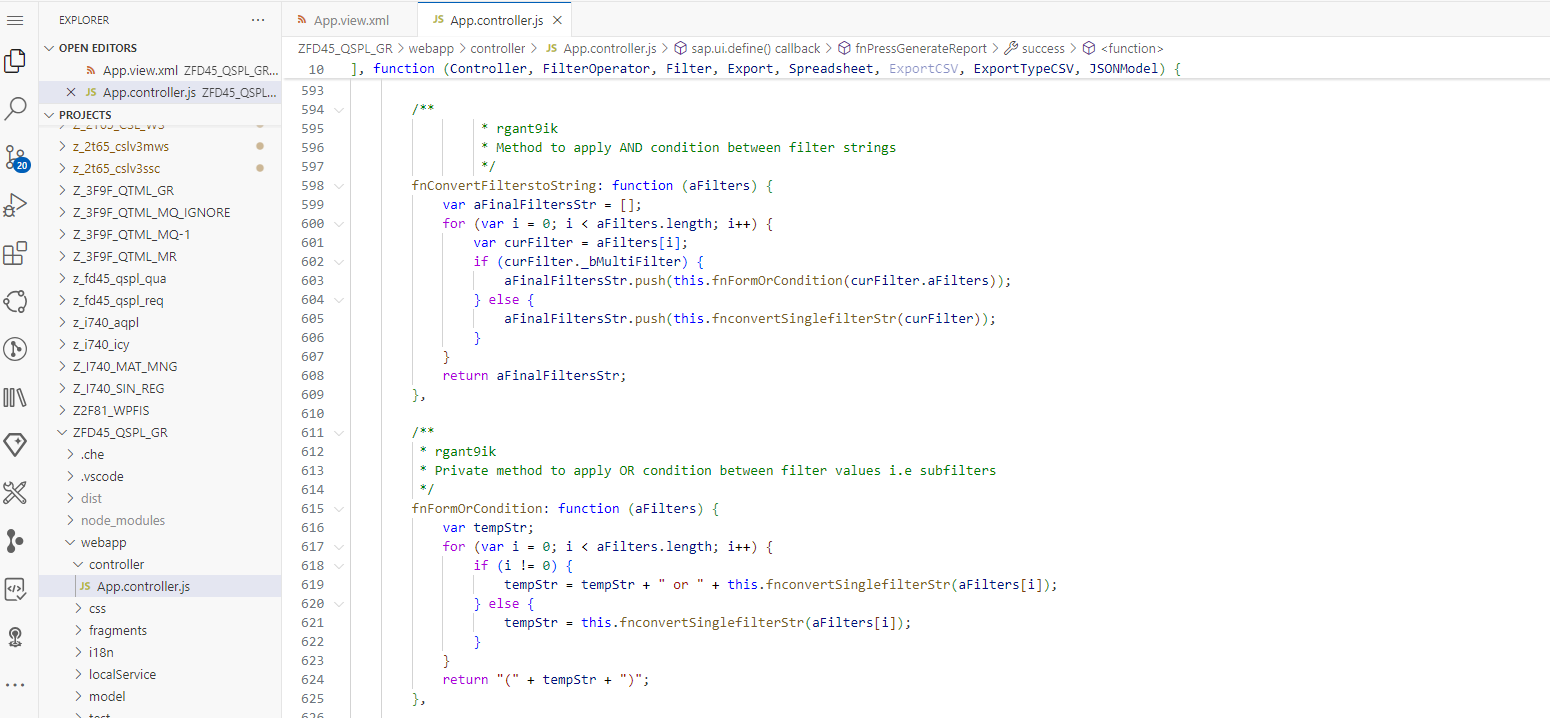 EXPLORER
OPEN EDITORS
App.view.xml ZFD45_QSPL_GR...
JS App.controller.js ZFD45_QSPL...
PROJECTS
Z_2T65_CSL_WS
z_2t65_cslv3mws
z_2t65_cslv3ssc
Z_3F9F_QTML_GR
Z_3F9F_QTML_MQ_IGNORE
Z_3F9F_QTML_MQ-1
Z_3F9F_QTML_MR
z_fd45_qspl_qua
z_fd45_qspl_req
z_i740_aqpl
z_i740_icy
Z_I740_MAT_MNG
Z_I740_SIN_REG
Z2F81_WPFIS
ZFD45_QSPL_GR
.che
.vscode
dist
node_modules
webapp
controller
JS App.controller.js
css
fragments
i18n
localService
model
test
20
App.view.xml
JS App.controller.js
ZFD45_QSPL_GR > webapp > controller > JS App.controller.js > sap.ui.define() callback > fnPressGenerateReport > success > <function>
10 ], function (Controller, FilterOperator, Filter, Export, Spreadsheet, ExportCSV, ExportTypeCSV, JSONModel) {
593
594 /**
595 * rgant9ik
596 * Method to apply AND condition between filter strings
597 */
598 fnConvertFilterstoString: function (aFilters) {
599 var aFinalFiltersStr = [];
600 for (var i = 0; i < aFilters.length; i++) {
601 var curFilter = aFilters[i];
602 if (curFilter._bMultiFilter) {
603 aFinalFiltersStr.push(this.fnFormOrCondition(curFilter.aFilters));
604 } else {
605 aFinalFiltersStr.push(this.fnconvertSinglefilterStr(curFilter));
606 }
607 }
608 return aFinalFiltersStr;
609 },
610
611 /**
612 * rgant9ik
613 * Private method to apply OR condition between filter values i.e subfilters
614 */
615 fnFormOrCondition: function (aFilters) {
616 var tempStr;
617 for (var i = 0; i < aFilters.length; i++) {
618 if (i != 0) {
619 tempStr = tempStr + " or " + this.fnconvertSinglefilterStr(aFilters[i]);
620 } else {
621 tempStr = this.fnconvertSinglefilterStr(aFilters[i]);
622 }
623 }
624 return "(" + tempStr + ")";
625 },
626